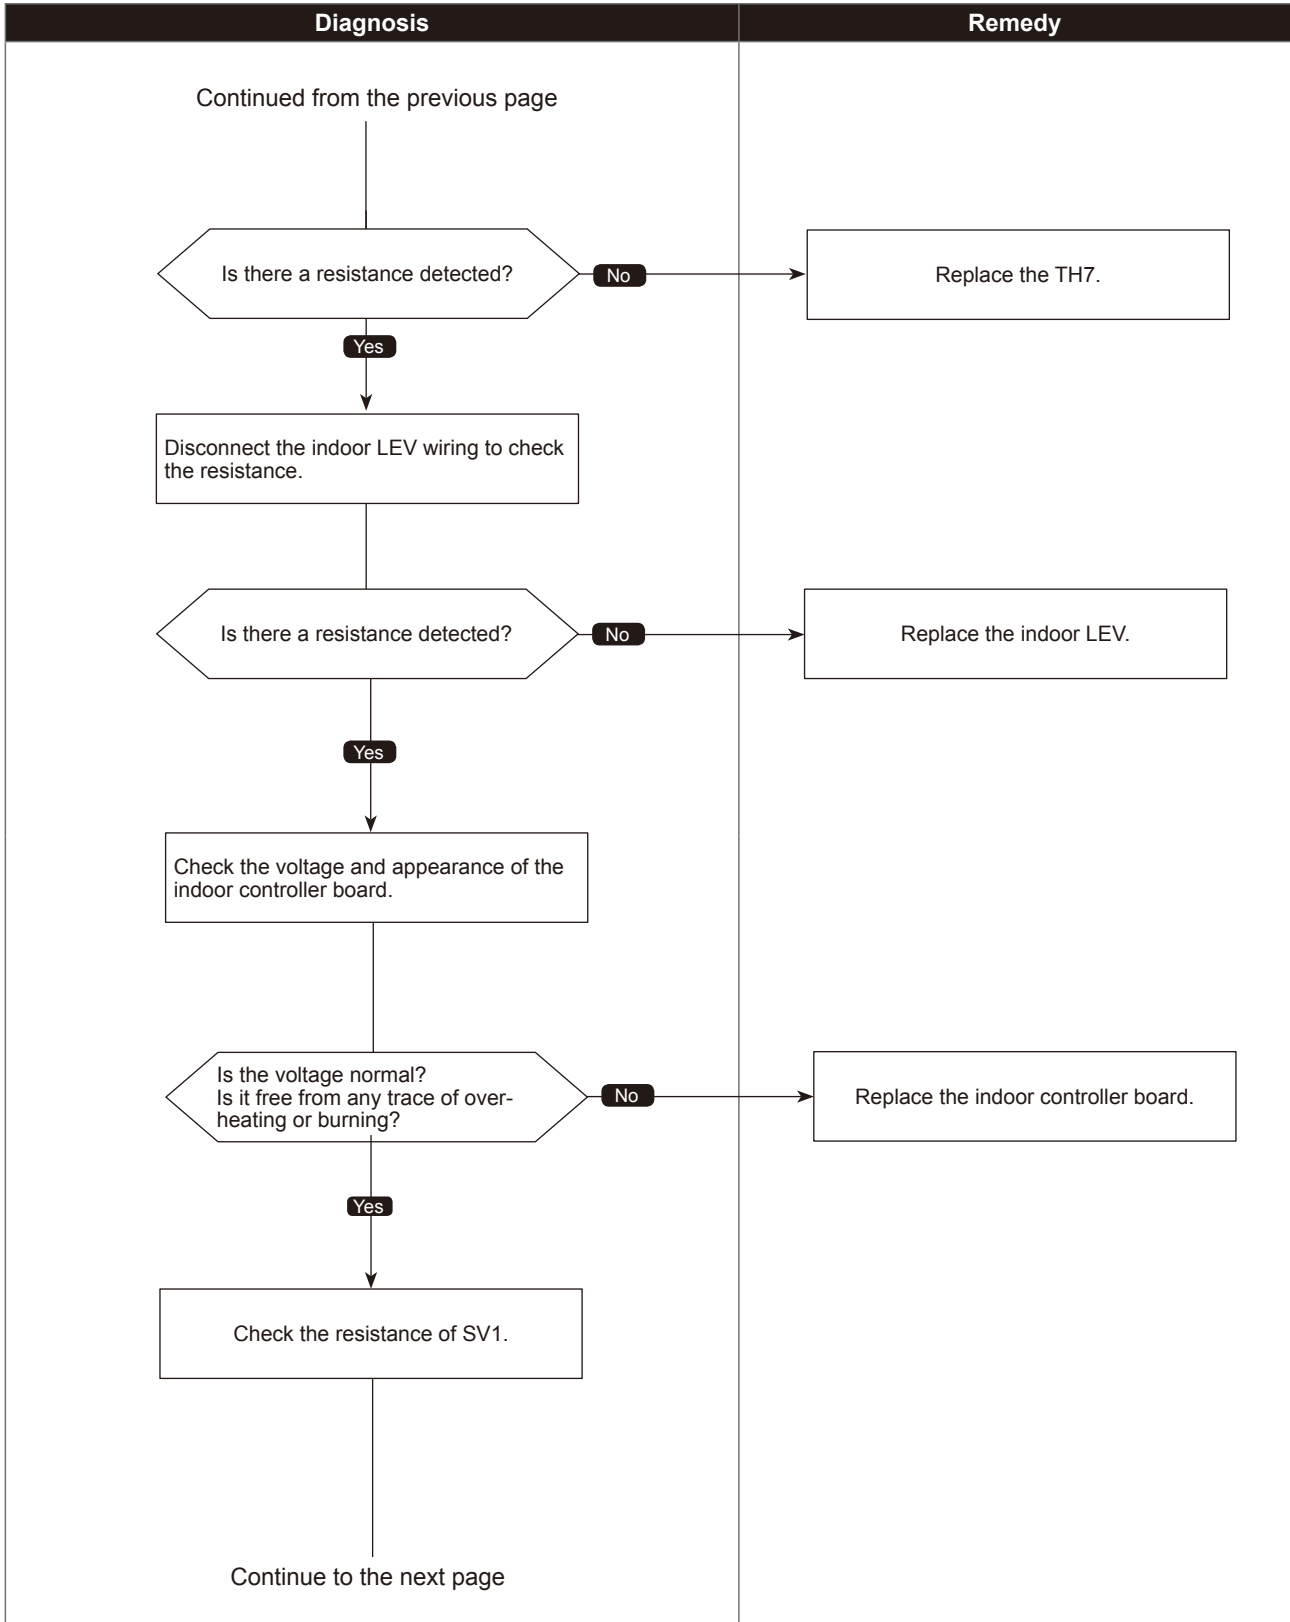 Diagnosis
Remedy
Continued from the previous page
Is there a resistance detected?
No
Replace the TH7.
Yes
Disconnect the indoor LEV wiring to check
the resistance.
Is there a resistance detected?
No
Replace the indoor LEV.
Yes
Check the voltage and appearance of the
indoor controller board.
Is the voltage normal?
Is it free from any trace of over-
heating or burning?
No
Replace the indoor controller board.
Yes
Check the resistance of SV1.
Continue to the next page